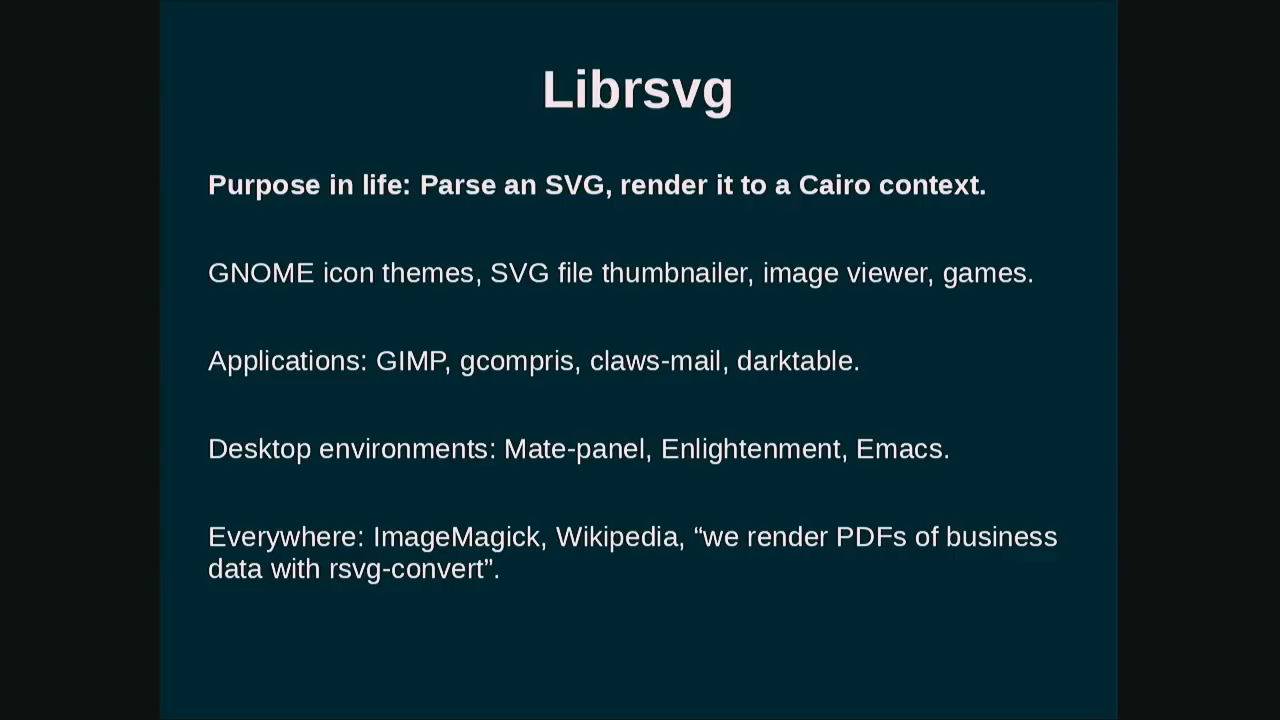 Librsvg
Purpose in life: Parse an SVG, render it to a Cairo context.
GNOME icon themes, SVG file thumbnailer, image viewer, games.
Applications: GIMP, gcompris, claws-mail, darktable.
Desktop environments: Mate-panel, Enlightenment, Emacs.
Everywhere: ImageMagick, Wikipedia, “we render PDFs of business
data with rsvg-convert”.